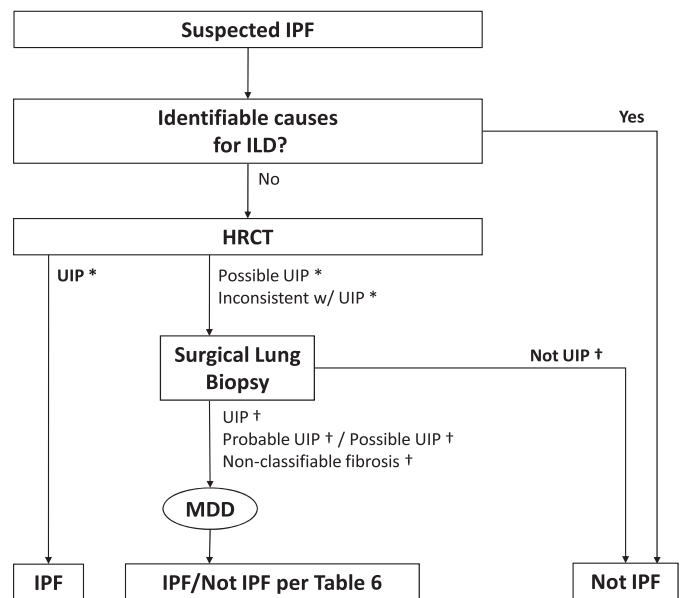 Suspected IPF
Identifiable causes
for ILD?
Yes
No
HRCT
UIP *
Possible UIP *
Inconsistent w/ UIP *
Surgical Lung
Biopsy
Not UIP †
UIP †
Probable UIP † / Possible UIP †
Non-classifiable fibrosis †
MDD
IPF
IPF/Not IPF per Table 6
Not IPF